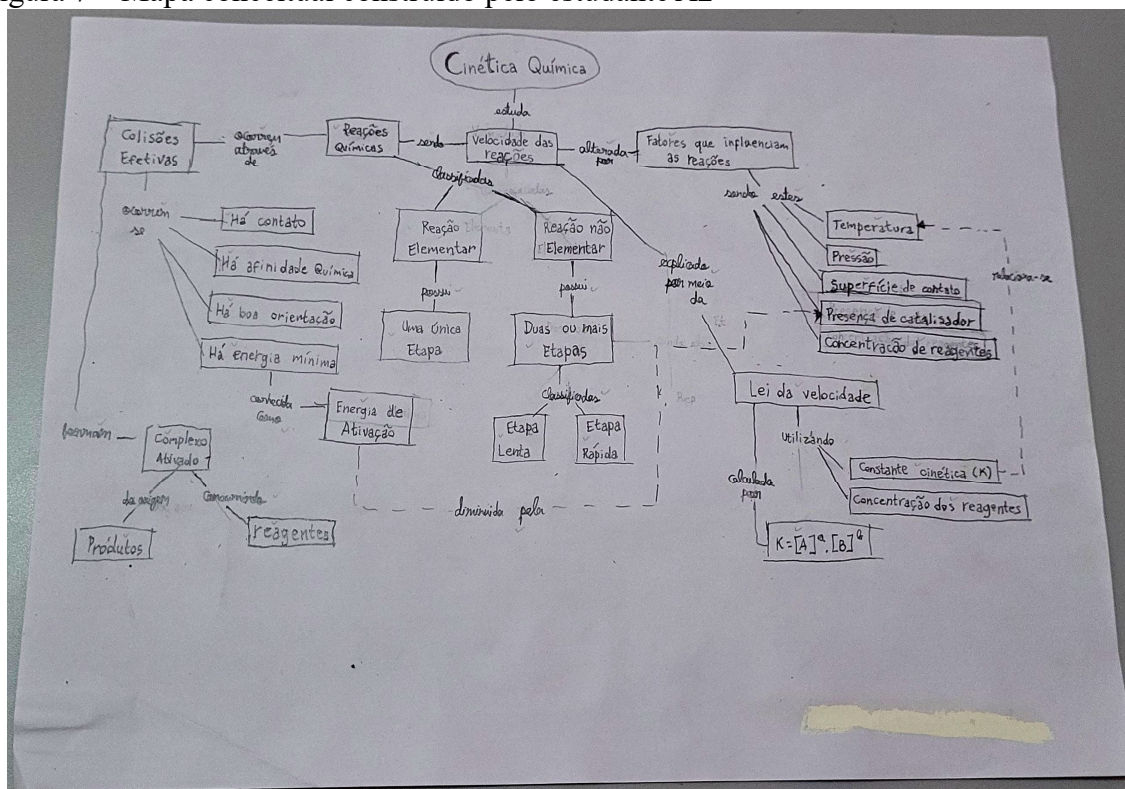 Cinética Química
estuda
Colisões
Efetivas
ocorrem
através
de
Reações
Químicas
sendo
Velocidade das
reações
alterada
por
Fatores que influenciam
as reações
classificadas
sendo estes
ocorrem
se
Há contato
Há afinidade Química
Há boa orientação
Há energia mínima
conhecida
como
Energia de
Ativação
Reação
Elementar
possui
Uma única
Etapa
Reação não
Elementar
possui
Duas ou mais
Etapas
Classificadas
Etapa
Lenta
Etapa
Rápida
explicada
por meio
da
Temperatura
Pressão
Superfície de contato
Presença de catalisador
Concentração de reagentes
relaciona-se
Lei da velocidade
utilizando
Constante cinética (K)
Concentração dos reagentes
calculada
por
K=[A]ᵃ.[B]ᵇ
diminuida pela
formam
Complexo
Ativado
da origem
Consumindo
Produtos
reagentes